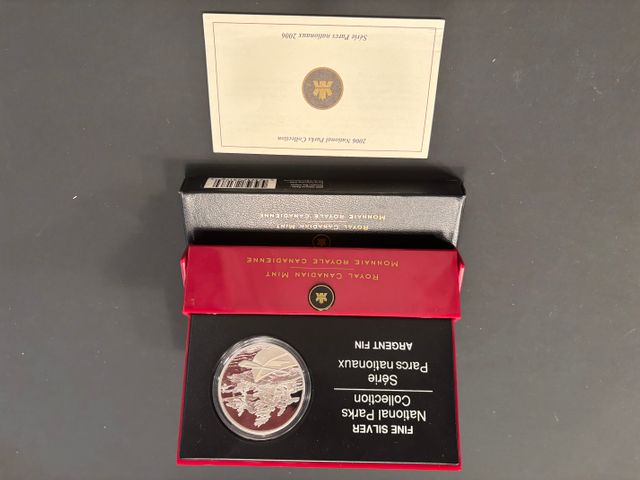 2006 National Parks Collection
Série Parcs nationaux 2006
ROYAL CANADIAN MINT
MONNAIE ROYALE CANADIENNE
ROYAL CANADIAN MINT
MONNAIE ROYALE CANADIENNE
FINE SILVER
National Parks
Collection
Série
Parcs nationaux
ARGENT FIN